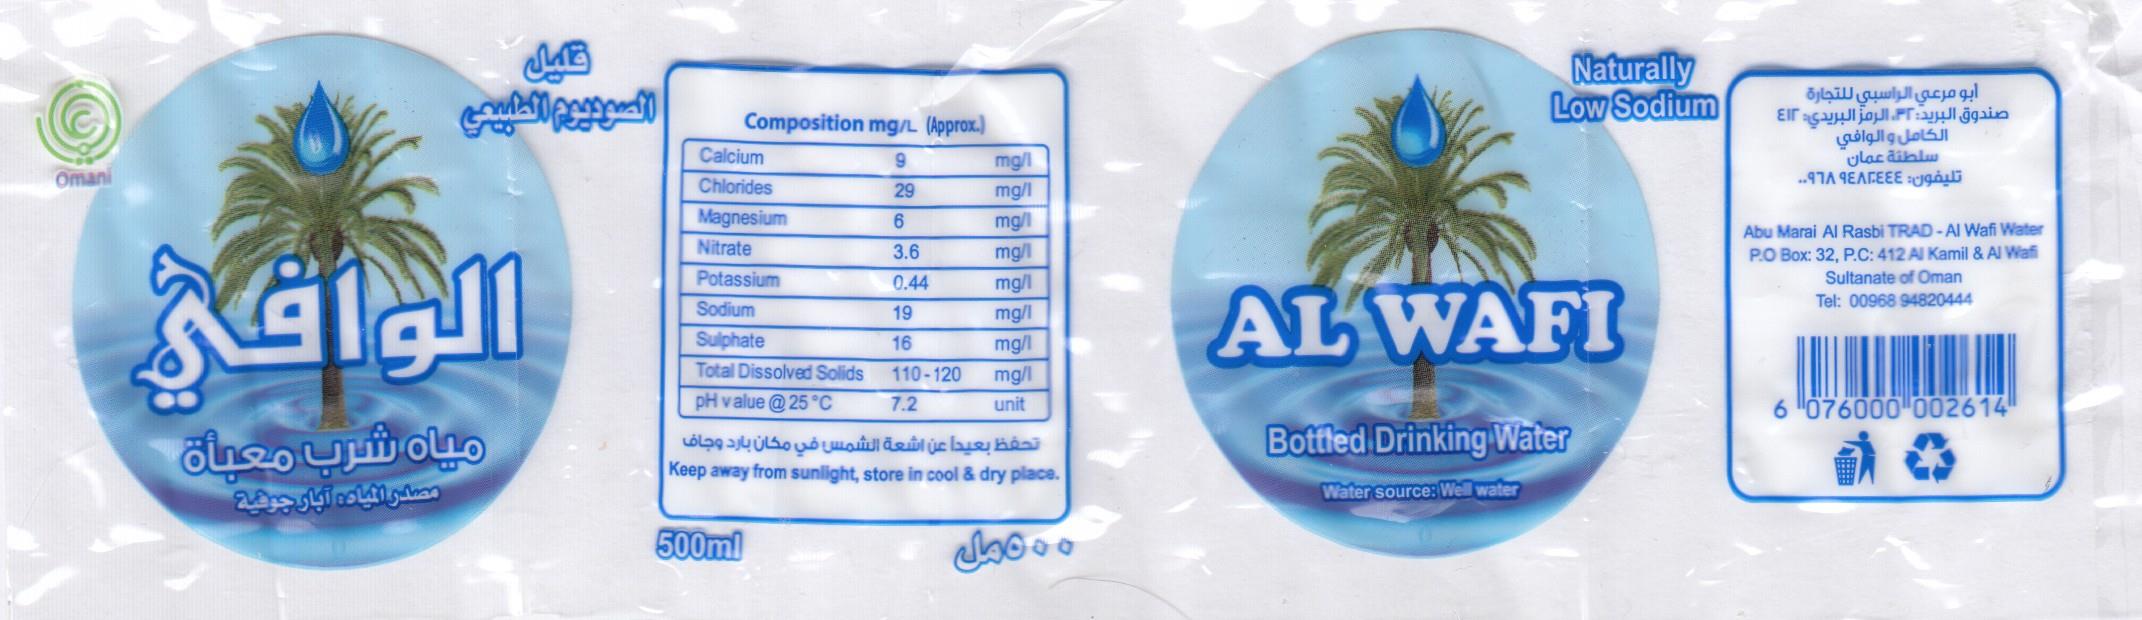 Omani
قليل
الصوديوم الطبيعي
الوافي
مياه شرب معبأة
مصدر المياه: آبار جوفية
Composition mg/L (Approx.)
Calcium 9 mg/l
Chlorides 29 mg/l
Magnesium 6 mg/l
Nitrate 3.6 mg/l
Potassium 0.44 mg/l
Sodium 19 mg/l
Sulphate 16 mg/l
Total Dissolved Solids 110-120 mg/l
pH value @ 25 °C 7.2 unit
تحفظ بعيداً عن اشعة الشمس في مكان بارد وجاف
Keep away from sunlight, store in cool & dry place.
500ml
٥٠٠مل
Naturally
Low Sodium
AL WAFI
Bottled Drinking Water
Water source: Well water
أبو مرعي الراسبي للتجارة
صندوق البريد: ٣٢، الرمز البريدي: ٤١٢
الكامل و الوافي
سلطنة عمان
تليفون: ٩٤٨٢٠٤٤٤ ٠٠٩٦٨
Abu Marai Al Rasbi TRAD - Al Wafi Water
P.O Box: 32, P.C: 412 Al Kamil & Al Wafi
Sultanate of Oman
Tel: 00968 94820444
6 076000 002614